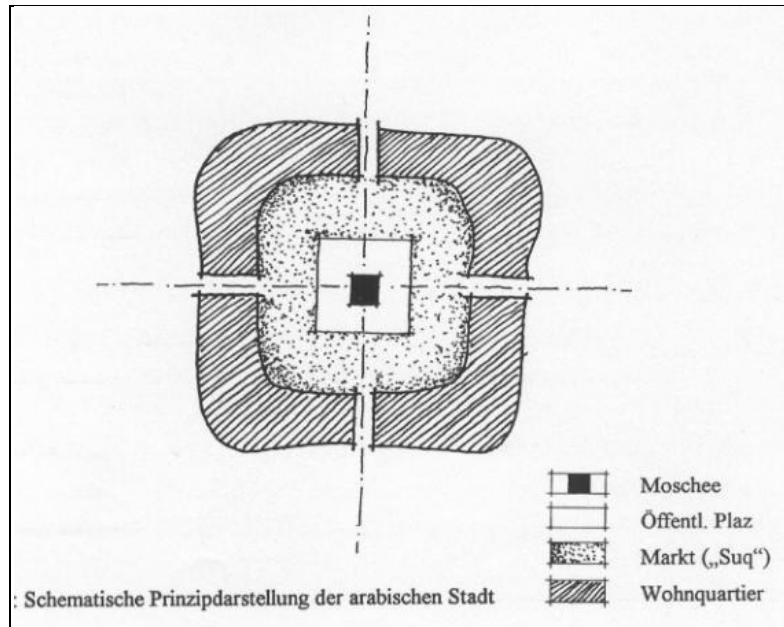 Moschee
Öffentl. Plaz
Markt („Suq“)
Wohnquartier
: Schematische Prinzipdarstellung der arabischen Stadt